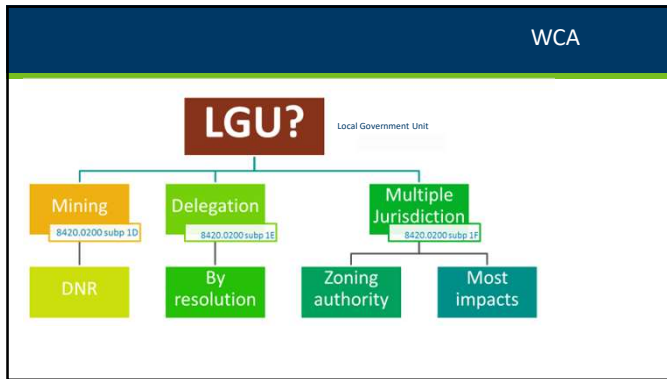 WCA
LGU?
Local Government Unit
Mining
8420.0200 subp 1D
Delegation
8420.0200 subp 1E
Multiple
Jurisdiction
8420.0200 subp 1F
DNR
By
resolution
Zoning
authority
Most
impacts